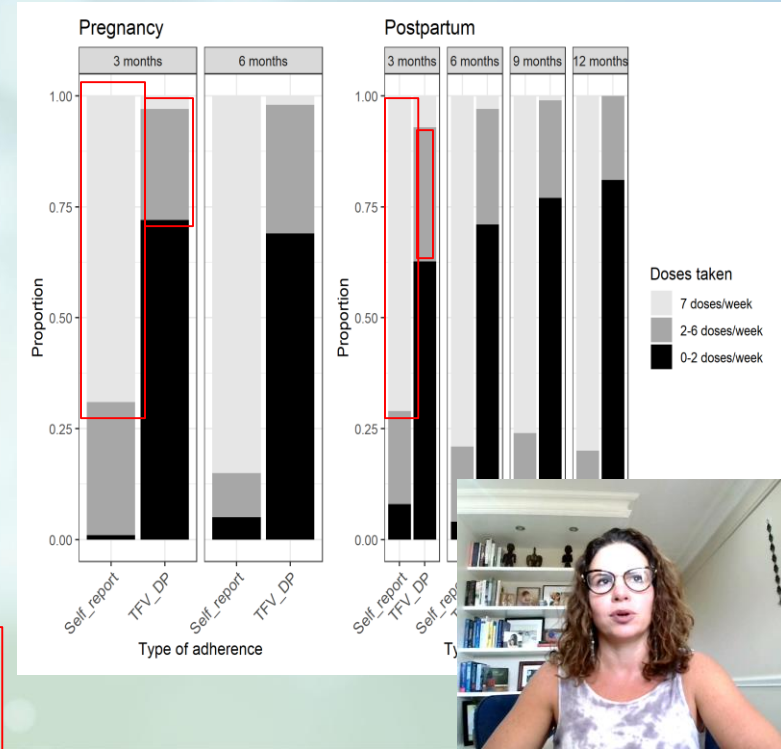 Pregnancy
3 months
6 months
Proportion
1.00
0.75
0.50
0.25
0.00
Self_report
TFV_DP
Self_report
TFV_DP
Type of adherence
Postpartum
3 months
6 months
9 months
12 months
Proportion
1.00
0.75
0.50
0.25
0.00
Self_report
TFV_DP
Doses taken
7 doses/week
2-6 doses/week
0-2 doses/week